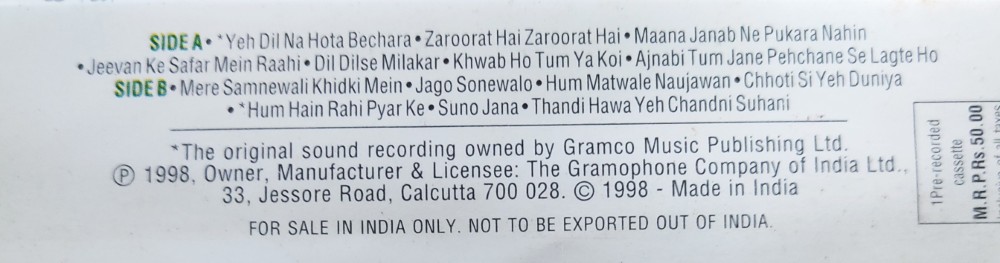 SIDE A • *Yeh Dil Na Hota Bechara • Zaroorat Hai Zaroorat Hai • Maana Janab Ne Pukara Nahin
• Jeevan Ke Safar Mein Raahi • Dil Dilse Milakar • Khwab Ho Tum Ya Koi • Ajnabi Tum Jane Pehchane Se Lagte Ho
SIDE B • Mere Samnewali Khidki Mein • Jago Sonewalo • Hum Matwale Naujawan • Chhoti Si Yeh Duniya
• *Hum Hain Rahi Pyar Ke • Suno Jana • Thandi Hawa Yeh Chandni Suhani
*The original sound recording owned by Gramco Music Publishing Ltd.
℗ 1998, Owner, Manufacturer & Licensee: The Gramophone Company of India Ltd.,
33, Jessore Road, Calcutta 700 028. © 1998 - Made in India
FOR SALE IN INDIA ONLY. NOT TO BE EXPORTED OUT OF INDIA.
1 Pre-recorded
cassette
M.R.P.Rs.50.00